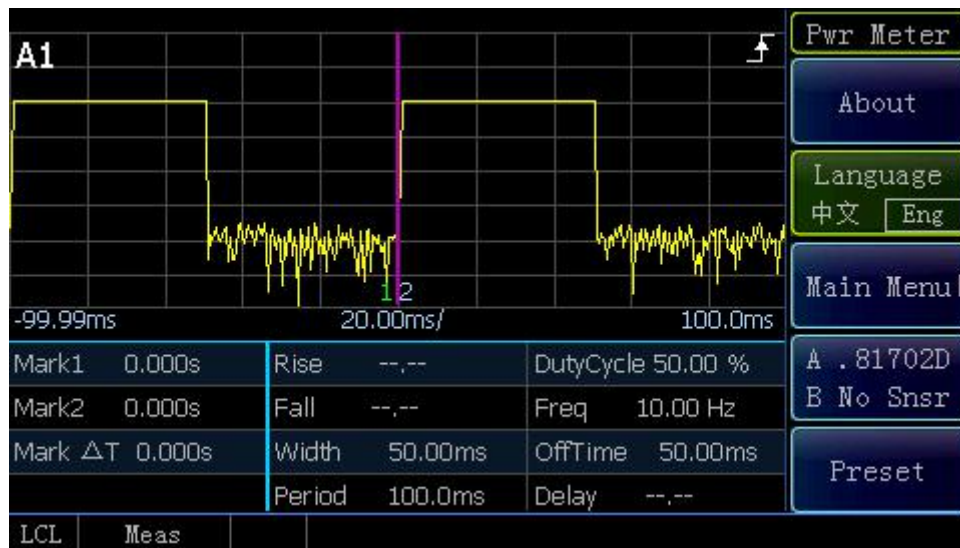 A1
1 2
-99.99ms 20.00ms/ 100.0ms
Mark1 0.000s Rise --.-- DutyCycle 50.00 %
Mark2 0.000s Fall --.-- Freq 10.00 Hz
Mark △T 0.000s Width 50.00ms OffTime 50.00ms
Period 100.0ms Delay --.--
LCL Meas
Pwr Meter
About
Language
中文 Eng
Main Menu
A .81702D
B No Snsr
Preset